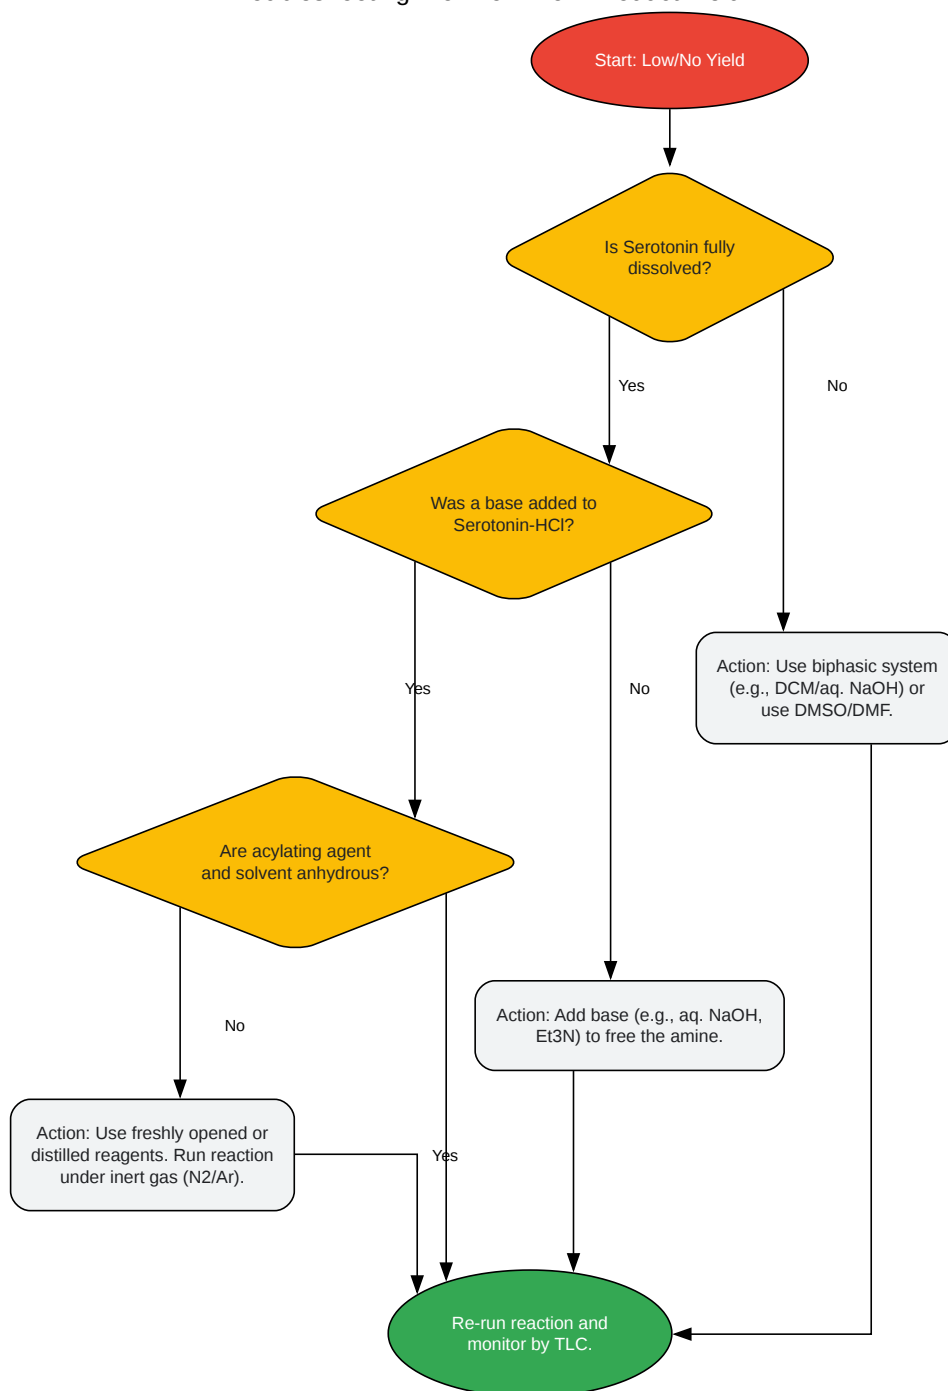 Start: Low/No Yield
Is Serotonin fully
dissolved?
Yes
No
Was a base added to
Serotonin-HCl?
Yes
No
Action: Use biphasic system
(e.g., DCM/aq. NaOH) or
use DMSO/DMF.
Are acylating agent
and solvent anhydrous?
No
Action: Add base (e.g., aq. NaOH,
Et3N) to free the amine.
Action: Use freshly opened or
distilled reagents. Run reaction
under inert gas (N2/Ar).
Yes
Re-run reaction and
monitor by TLC.